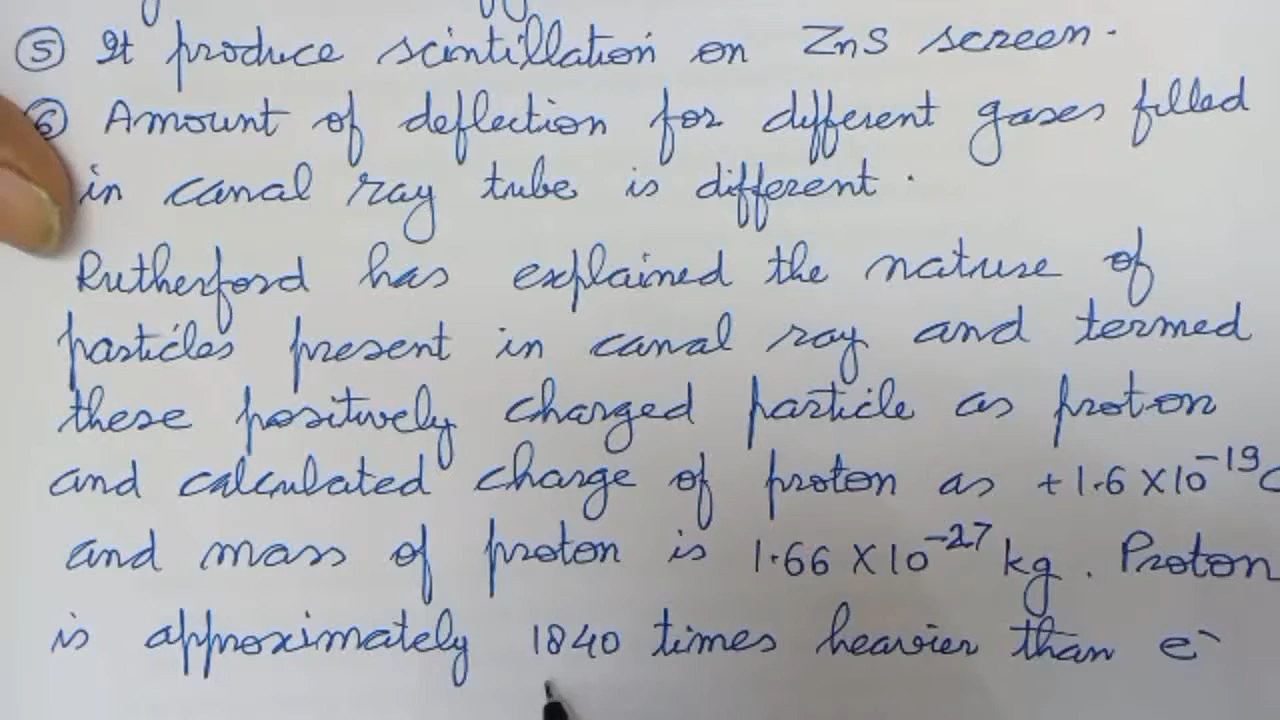 ⑤ It produce scintillation on ZnS screen.
⑥ Amount of deflection for different gases filled
in canal ray tube is different.
Rutherford has explained the nature of
particles present in canal ray and termed
these positively charged particle as proton
and calculated charge of proton as +1.6 X 10⁻¹⁹ C
and mass of proton is 1.66 X 10⁻²⁷ kg. Proton
is approximately 1840 times heavier than e⁻